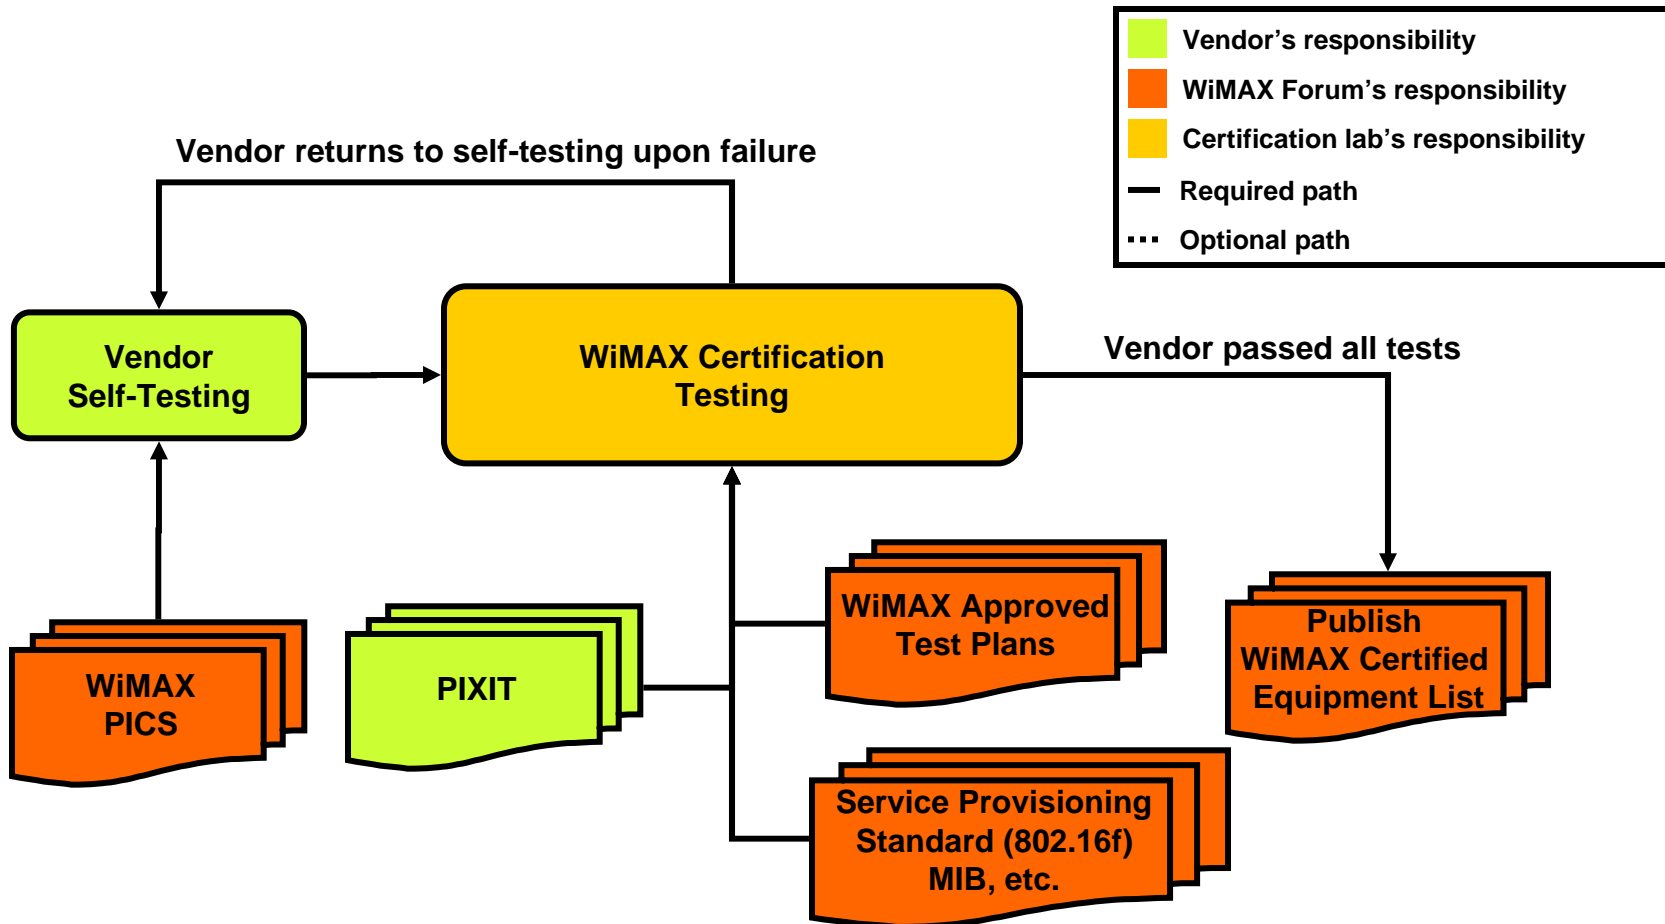 Vendor’s responsibility
WiMAX Forum’s responsibility
Certification lab’s responsibility
Required path
Optional path
Vendor returns to self-testing upon failure
Vendor
Self-Testing
WiMAX Certification
Testing
Vendor passed all tests
WiMAX
PICS
PIXIT
WiMAX Approved
Test Plans
Service Provisioning
Standard (802.16f)
MIB, etc.
Publish
WiMAX Certified
Equipment List